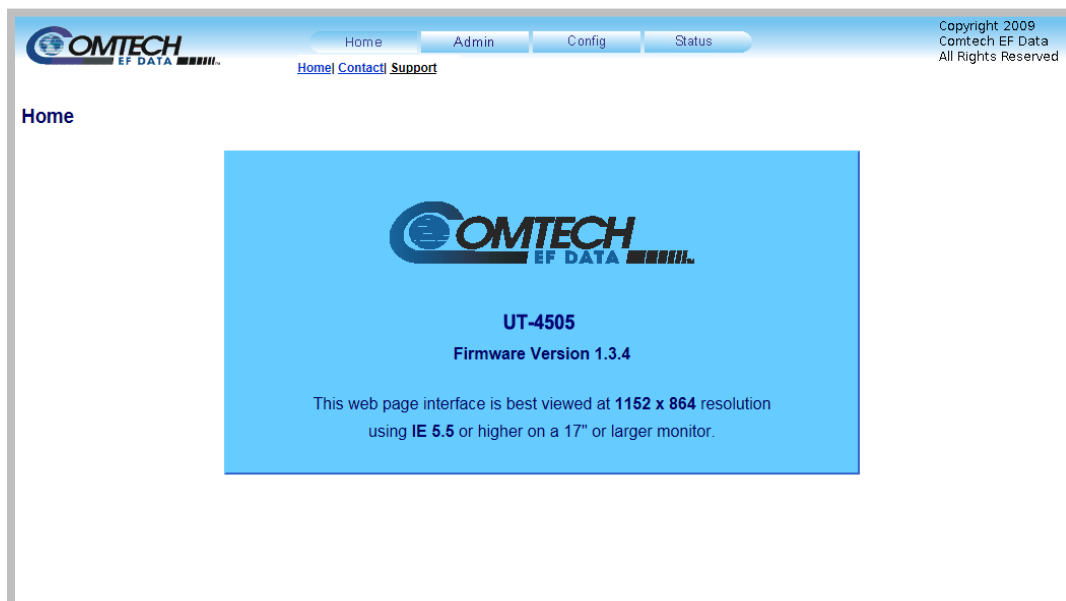 COMTECH
EF DATA
Home Admin Config Status
Home| Contact| Support
Copyright 2009
Comtech EF Data
All Rights Reserved
Home
COMTECH
EF DATA
UT-4505
Firmware Version 1.3.4
This web page interface is best viewed at 1152 x 864 resolution
using IE 5.5 or higher on a 17" or larger monitor.